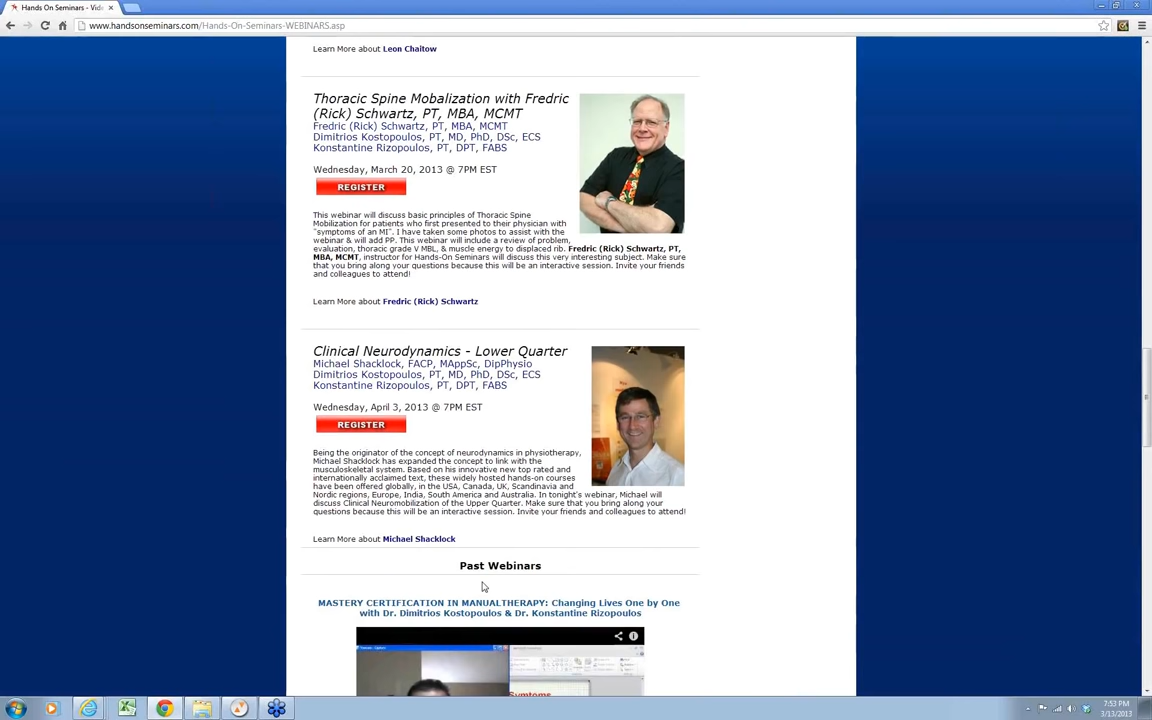 Hands On Seminars - Vide
www.handsonseminars.com/Hands-On-Seminars-WEBINARS.asp
Learn More about Leon Chaitow
Thoracic Spine Mobalization with Fredric
(Rick) Schwartz, PT, MBA, MCMT
Fredric (Rick) Schwartz, PT, MBA, MCMT
Dimitrios Kostopoulos, PT, MD, PhD, DSc, ECS
Konstantine Rizopoulos, PT, DPT, FABS
Wednesday, March 20, 2013 @ 7PM EST
REGISTER
This webinar will discuss basic principles of Thoracic Spine
Mobilization for patients who first presented to their physician with
"symptoms of an MI". I have taken some photos to assist with the
webinar & will add PP. This webinar will include a review of problem,
evaluation, thoracic grade V MBL, & muscle energy to displaced rib. Fredric (Rick) Schwartz, PT,
MBA, MCMT, instructor for Hands-On Seminars will discuss this very interesting subject. Make sure
that you bring along your questions because this will be an interactive session. Invite your friends
and colleagues to attend!
Learn More about Fredric (Rick) Schwartz
Clinical Neurodynamics - Lower Quarter
Michael Shacklock, FACP, MAppSc, DipPhysio
Dimitrios Kostopoulos, PT, MD, PhD, DSc, ECS
Konstantine Rizopoulos, PT, DPT, FABS
Wednesday, April 3, 2013 @ 7PM EST
REGISTER
Being the originator of the concept of neurodynamics in physiotherapy,
Michael Shacklock has expanded the concept to link with the
musculoskeletal system. Based on his innovative new top rated and
internationally acclaimed text, these widely hosted hands-on courses
have been offered globally, in the USA, Canada, UK, Scandinavia and
Nordic regions, Europe, India, South America and Australia. In tonight's webinar, Michael will
discuss Clinical Neuromobilization of the Upper Quarter. Make sure that you bring along your
questions because this will be an interactive session. Invite your friends and colleagues to attend!
Learn More about Michael Shacklock
Past Webinars
MASTERY CERTIFICATION IN MANUALTHERAPY: Changing Lives One by One
with Dr. Dimitrios Kostopoulos & Dr. Konstantine Rizopoulos
Symtoms
7:53 PM
3/13/2013